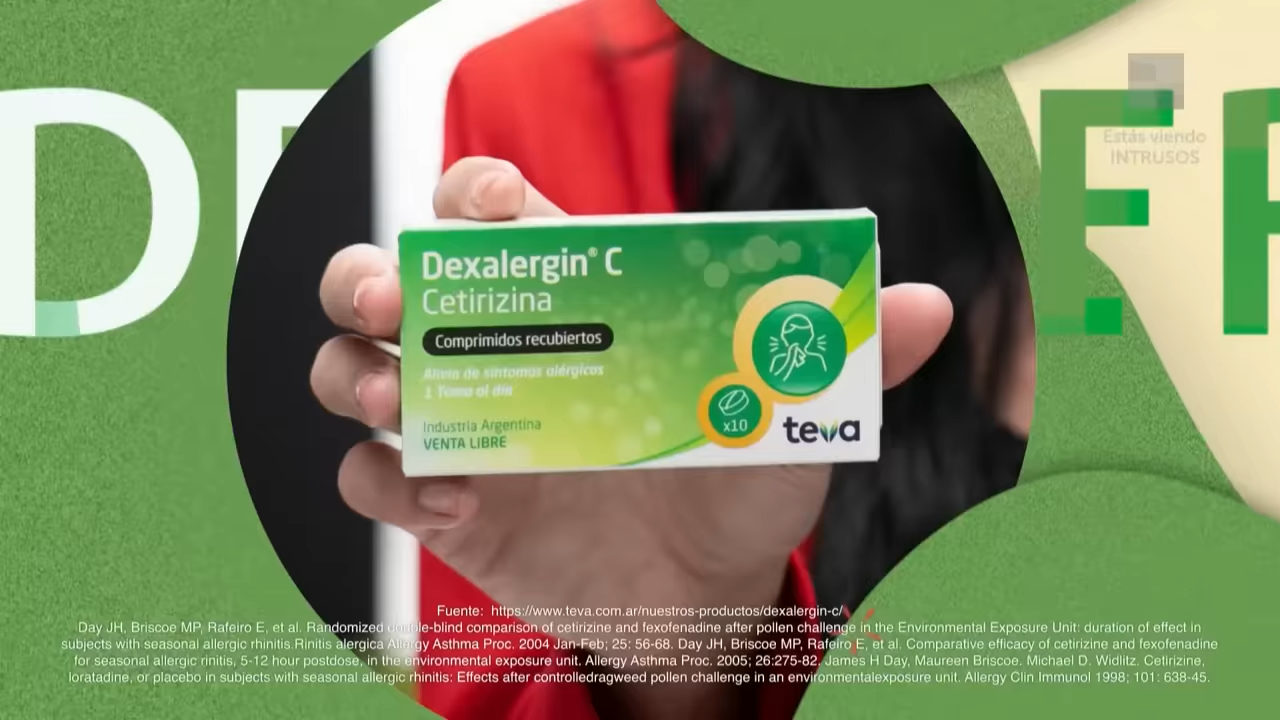 DE
ER
Estás viendo
INTRUSOS
Dexalergin® C
Cetirizina
Comprimidos recubiertos
Alivio de síntomas alérgicos
1 Toma al día
Industria Argentina
VENTA LIBRE
x10
teva
Fuente: https://www.teva.com.ar/nuestros-productos/dexalergin-c/
Day JH, Briscoe MP, Rafeiro E, et al. Randomized double-blind comparison of cetirizine and fexofenadine after pollen challenge in the Environmental Exposure Unit: duration of effect in
subjects with seasonal allergic rhinitis.Rinitis alergica Allergy Asthma Proc. 2004 Jan-Feb; 25: 56-68. Day JH, Briscoe MP, Rafeiro E, et al. Comparative efficacy of cetirizine and fexofenadine
for seasonal allergic rinitis, 5-12 hour postdose, in the environmental exposure unit. Allergy Asthma Proc. 2005; 26:275-82. James H Day, Maureen Briscoe. Michael D. Widlitz. Cetirizine,
loratadine, or placebo in subjects with seasonal allergic rhinitis: Effects after controlledragweed pollen challenge in an environmentalexposure unit. Allergy Clin Immunol 1998; 101: 638-45.